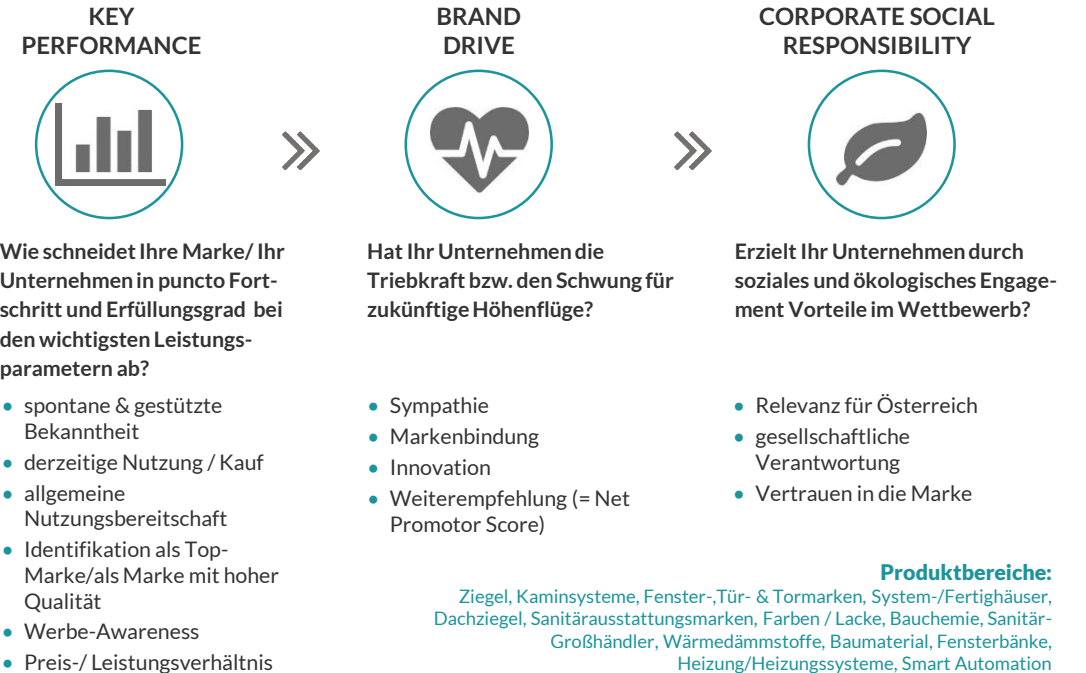 KEY
PERFORMANCE
Wie schneidet Ihre Marke/ Ihr
Unternehmen in puncto Fort-
schritt und Erfüllungsgrad bei
den wichtigsten Leistungs-
parametern ab?
• spontane & gestützte
Bekanntheit
• derzeitige Nutzung / Kauf
• allgemeine
Nutzungsbereitschaft
• Identifikation als Top-
Marke/als Marke mit hoher
Qualität
• Werbe-Awareness
• Preis-/ Leistungsverhältnis
BRAND
DRIVE
Hat Ihr Unternehmen die
Triebkraft bzw. den Schwung für
zukünftige Höhenflüge?
• Sympathie
• Markenbindung
• Innovation
• Weiterempfehlung (= Net
Promotor Score)
CORPORATE SOCIAL
RESPONSIBILITY
Erzielt Ihr Unternehmen durch
soziales und ökologisches Engage-
ment Vorteile im Wettbewerb?
• Relevanz für Österreich
• gesellschaftliche
Verantwortung
• Vertrauen in die Marke
Produktbereiche:
Ziegel, Kaminsysteme, Fenster-,Tür- & Tormarken, System-/Fertighäuser,
Dachziegel, Sanitärausstattungsmarken, Farben / Lacke, Bauchemie, Sanitär-
Großhändler, Wärmedämmstoffe, Baumaterial, Fensterbänke,
Heizung/Heizungssysteme, Smart Automation